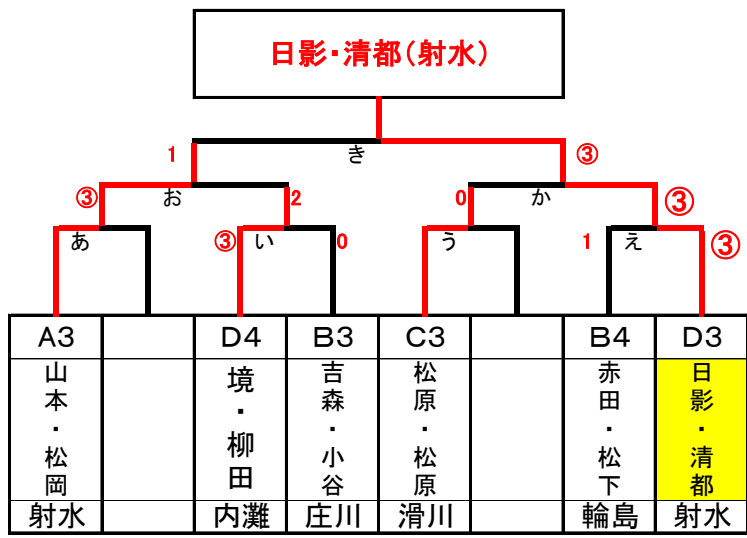 日影・清都(射水)
1 き ③
③ お 2 0 か ③
あ ③ い 0 う 1 え ③
A3 D4 B3 C3 B4 D3
山本・松岡 境・柳田 吉森・小谷 松原・松原 赤田・松下 日影・清都
射水 内灘 庄川 滑川 輪島 射水